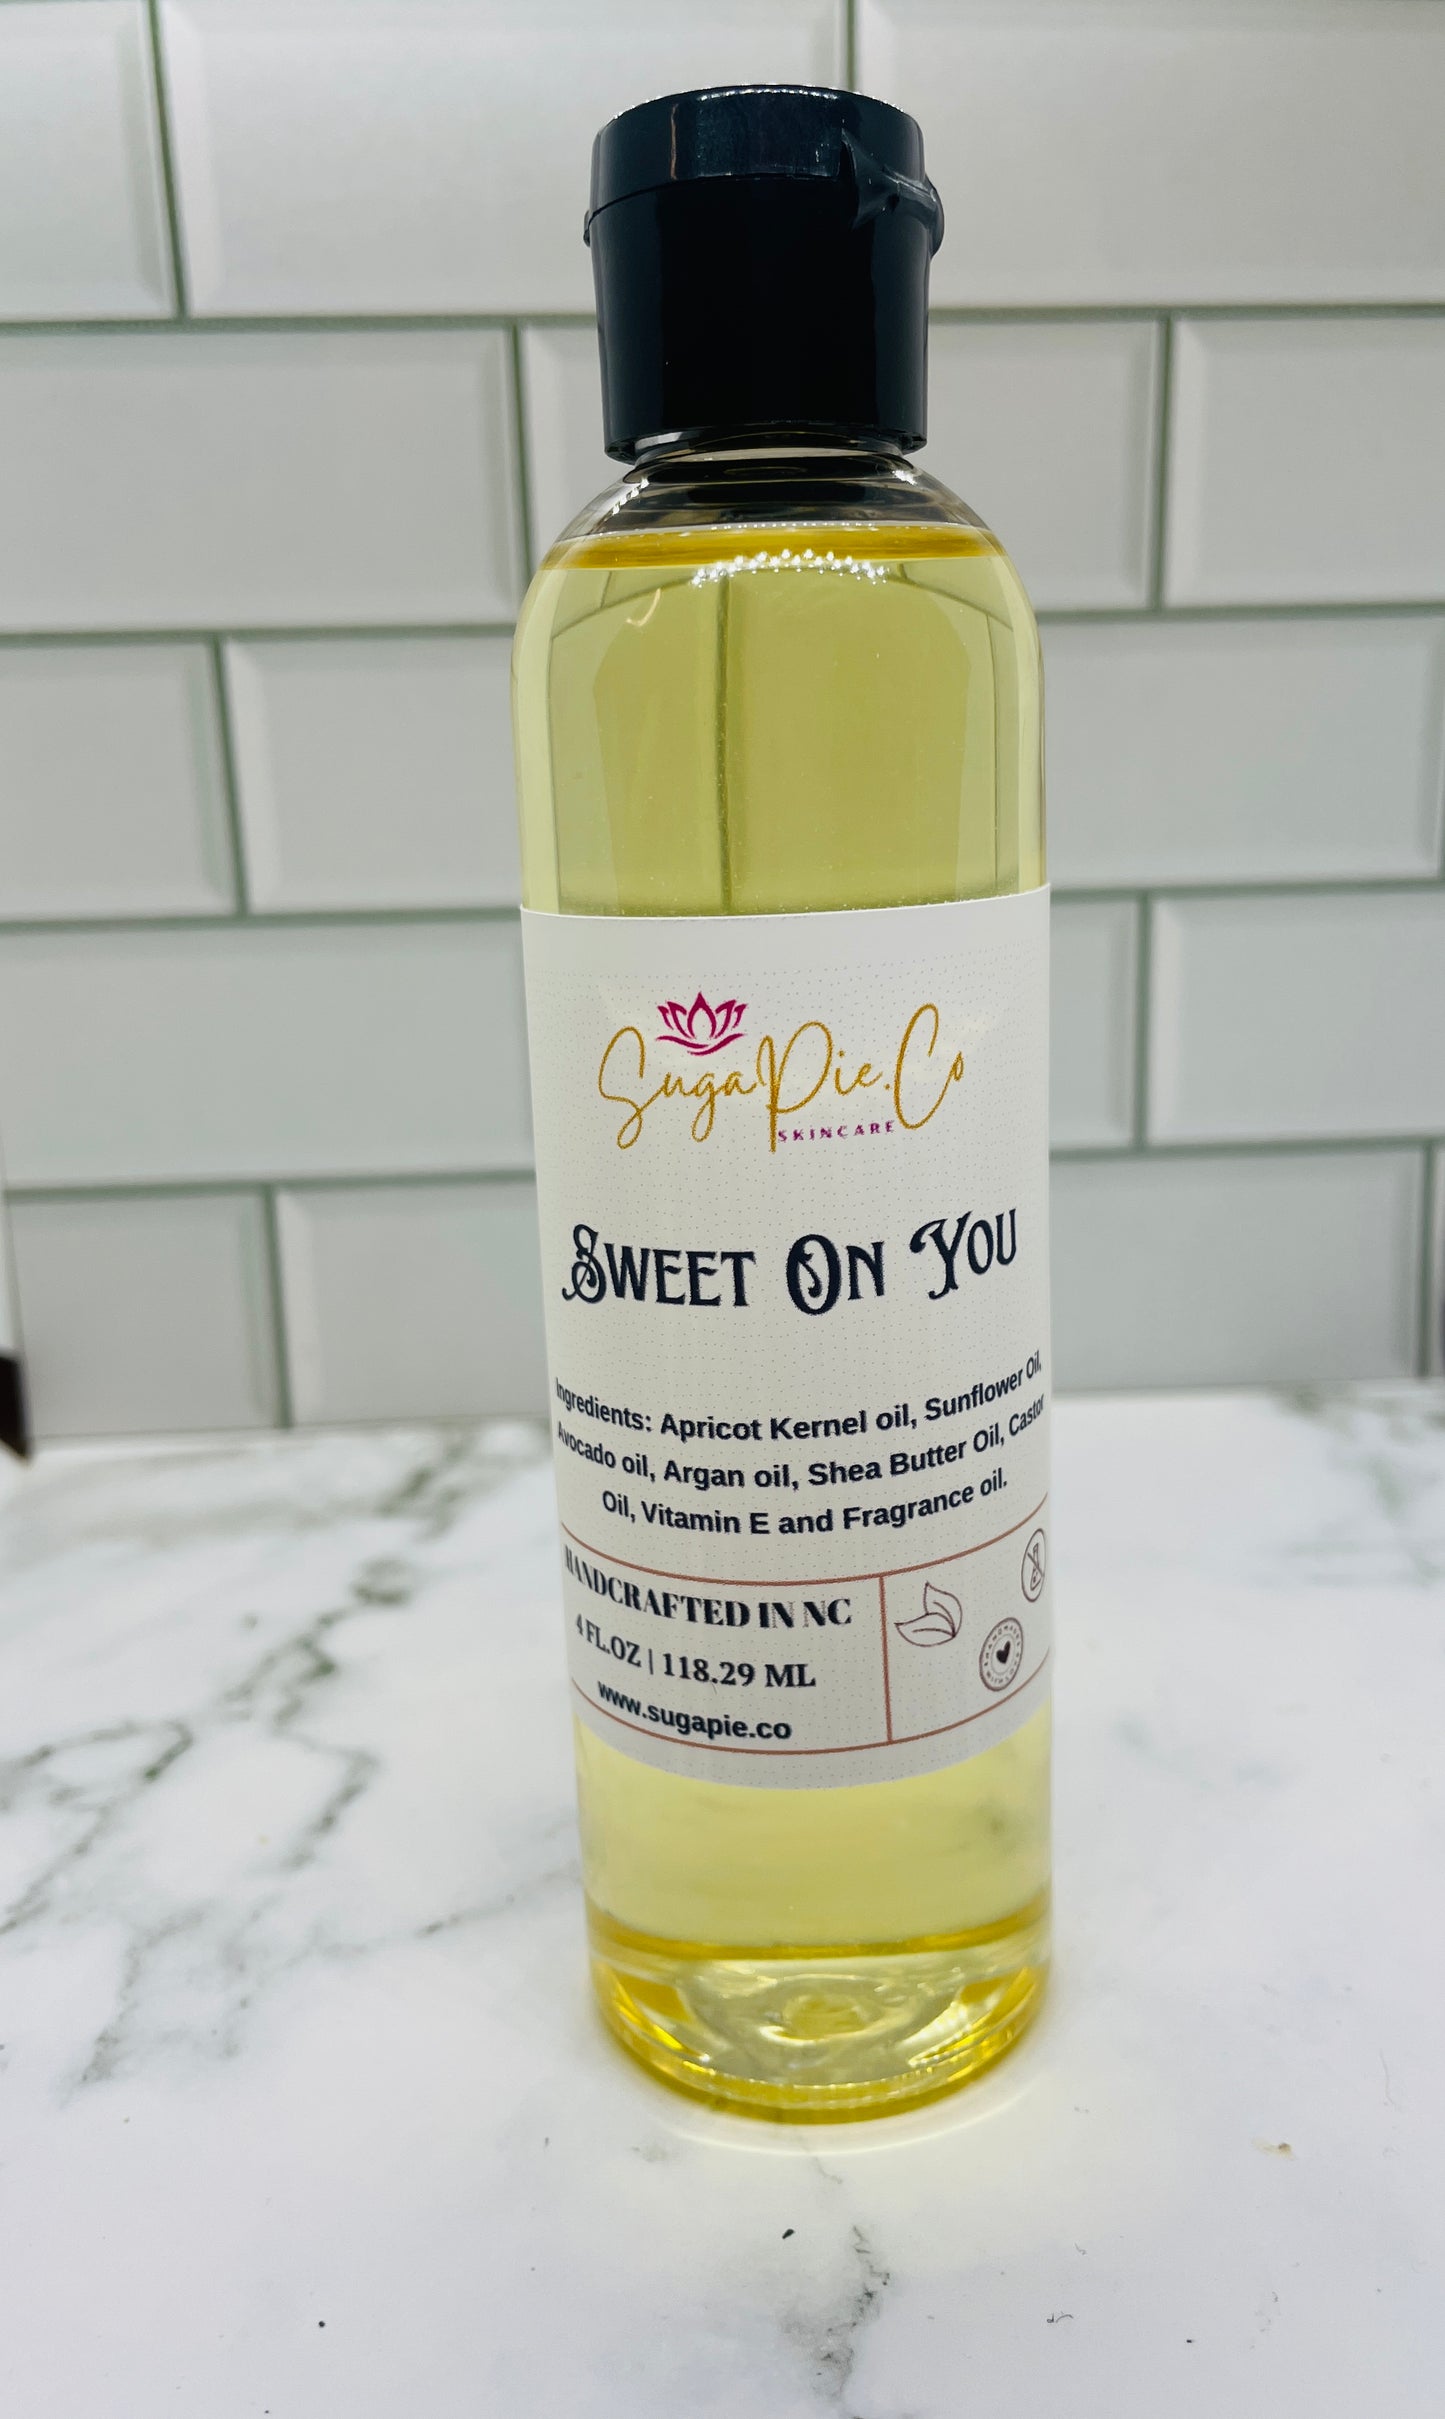 SugaPie.Co
SKINCARE
Sweet On You
Ingredients: Apricot Kernel oil, Sunflower Oil,
Avocado oil, Argan oil, Shea Butter Oil, Castor
Oil, Vitamin E and Fragrance oil.
HANDCRAFTED IN NC
4 FL.OZ | 118.29 ML
www.sugapie.co